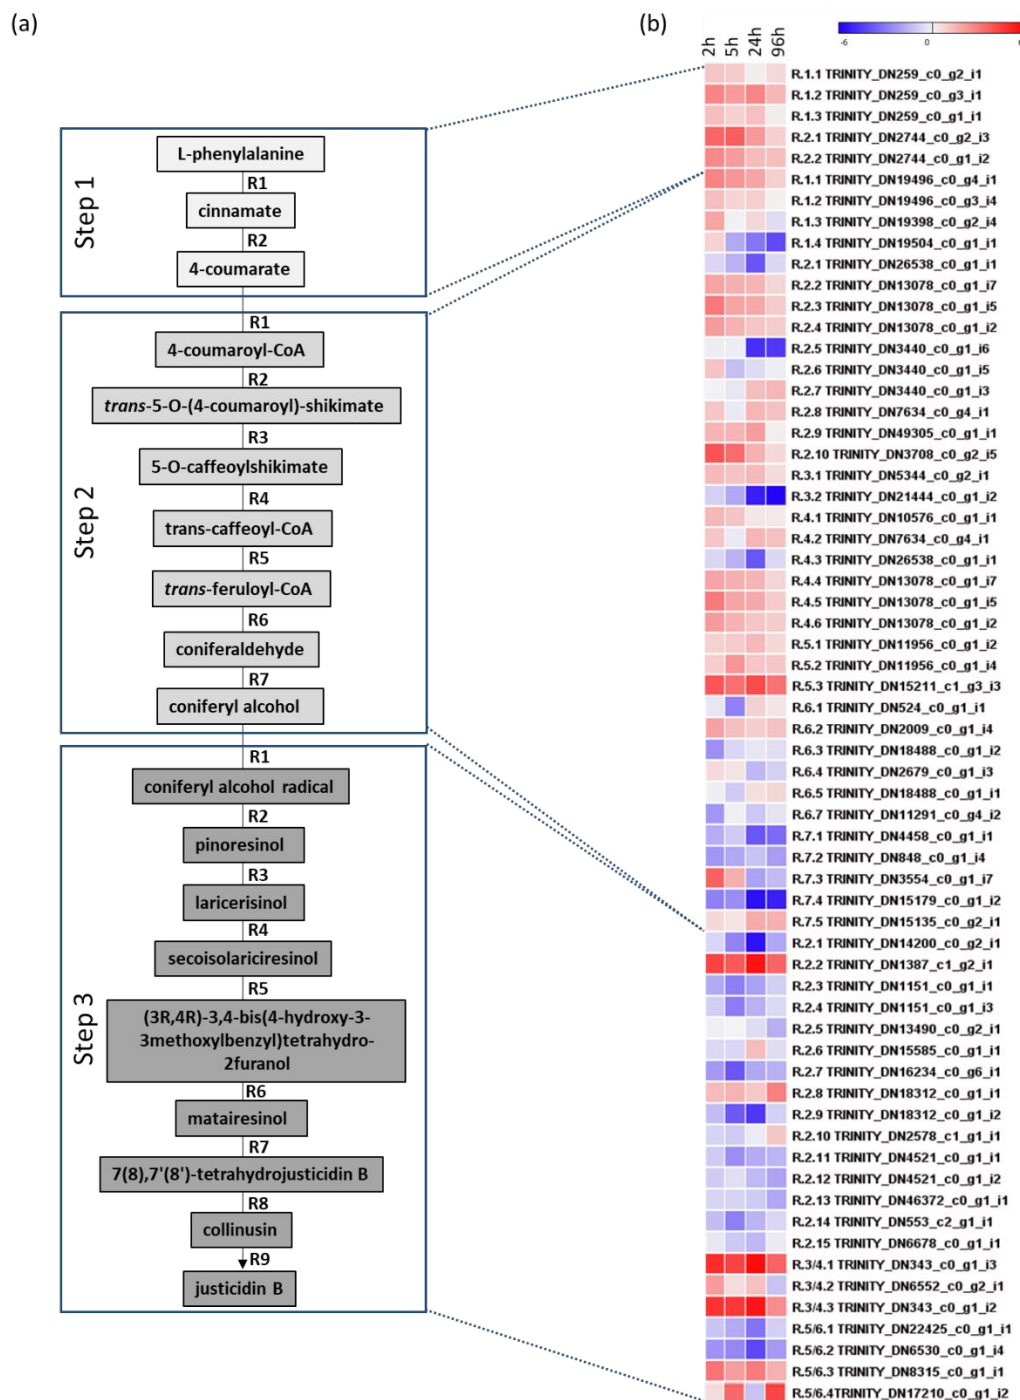 (a)
Step 1
L-phenylalanine
R1
cinnamate
R2
4-coumarate
Step 2
R1
4-coumaroyl-CoA
R2
trans-5-O-(4-coumaroyl)-shikimate
R3
5-O-caffeoylshikimate
R4
trans-caffeoyl-CoA
R5
trans-feruloyl-CoA
R6
coniferaldehyde
R7
coniferyl alcohol
Step 3
R1
coniferyl alcohol radical
R2
pinoresinol
R3
laricerisinol
R4
secoisolariciresinol
R5
(3R,4R)-3,4-bis(4-hydroxy-3-
3methoxylbenzyl)tetrahydro-
2furanol
R6
matairesinol
R7
7(8),7'(8')-tetrahydrojusticidin B
R8
collinusin
R9
justicidin B
(b)
2h 5h 24h 96h
-6 0 6
R.1.1 TRINITY_DN259_c0_g2_i1
R.1.2 TRINITY_DN259_c0_g3_i1
R.1.3 TRINITY_DN259_c0_g1_i1
R.2.1 TRINITY_DN2744_c0_g2_i3
R.2.2 TRINITY_DN2744_c0_g1_i2
R.1.1 TRINITY_DN19496_c0_g4_i1
R.1.2 TRINITY_DN19496_c0_g3_i4
R.1.3 TRINITY_DN19398_c0_g2_i4
R.1.4 TRINITY_DN19504_c0_g1_i1
R.2.1 TRINITY_DN26538_c0_g1_i1
R.2.2 TRINITY_DN13078_c0_g1_i7
R.2.3 TRINITY_DN13078_c0_g1_i5
R.2.4 TRINITY_DN13078_c0_g1_i2
R.2.5 TRINITY_DN3440_c0_g1_i6
R.2.6 TRINITY_DN3440_c0_g1_i5
R.2.7 TRINITY_DN3440_c0_g1_i3
R.2.8 TRINITY_DN7634_c0_g4_i1
R.2.9 TRINITY_DN49305_c0_g1_i1
R.2.10 TRINITY_DN3708_c0_g2_i5
R.3.1 TRINITY_DN5344_c0_g2_i1
R.3.2 TRINITY_DN21444_c0_g1_i2
R.4.1 TRINITY_DN10576_c0_g1_i1
R.4.2 TRINITY_DN7634_c0_g4_i1
R.4.3 TRINITY_DN26538_c0_g1_i1
R.4.4 TRINITY_DN13078_c0_g1_i7
R.4.5 TRINITY_DN13078_c0_g1_i5
R.4.6 TRINITY_DN13078_c0_g1_i2
R.5.1 TRINITY_DN11956_c0_g1_i2
R.5.2 TRINITY_DN11956_c0_g1_i4
R.5.3 TRINITY_DN15211_c1_g3_i3
R.6.1 TRINITY_DN524_c0_g1_i1
R.6.2 TRINITY_DN2009_c0_g1_i4
R.6.3 TRINITY_DN18488_c0_g1_i2
R.6.4 TRINITY_DN2679_c0_g1_i3
R.6.5 TRINITY_DN18488_c0_g1_i1
R.6.7 TRINITY_DN11291_c0_g4_i2
R.7.1 TRINITY_DN4458_c0_g1_i1
R.7.2 TRINITY_DN848_c0_g1_i4
R.7.3 TRINITY_DN3554_c0_g1_i7
R.7.4 TRINITY_DN15179_c0_g1_i2
R.7.5 TRINITY_DN15135_c0_g2_i1
R.2.1 TRINITY_DN14200_c0_g2_i1
R.2.2 TRINITY_DN1387_c1_g2_i1
R.2.3 TRINITY_DN1151_c0_g1_i1
R.2.4 TRINITY_DN1151_c0_g1_i3
R.2.5 TRINITY_DN13490_c0_g2_i1
R.2.6 TRINITY_DN15585_c0_g1_i1
R.2.7 TRINITY_DN16234_c0_g6_i1
R.2.8 TRINITY_DN18312_c0_g1_i1
R.2.9 TRINITY_DN18312_c0_g1_i2
R.2.10 TRINITY_DN2578_c1_g1_i1
R.2.11 TRINITY_DN4521_c0_g1_i1
R.2.12 TRINITY_DN4521_c0_g1_i2
R.2.13 TRINITY_DN46372_c0_g1_i1
R.2.14 TRINITY_DN553_c2_g1_i1
R.2.15 TRINITY_DN6678_c0_g1_i1
R.3/4.1 TRINITY_DN343_c0_g1_i3
R.3/4.2 TRINITY_DN6552_c0_g2_i1
R.3/4.3 TRINITY_DN343_c0_g1_i2
R.5/6.1 TRINITY_DN22425_c0_g1_i1
R.5/6.2 TRINITY_DN6530_c0_g1_i4
R.5/6.3 TRINITY_DN8315_c0_g1_i1
R.5/6.4TRINITY_DN17210_c0_g1_i2